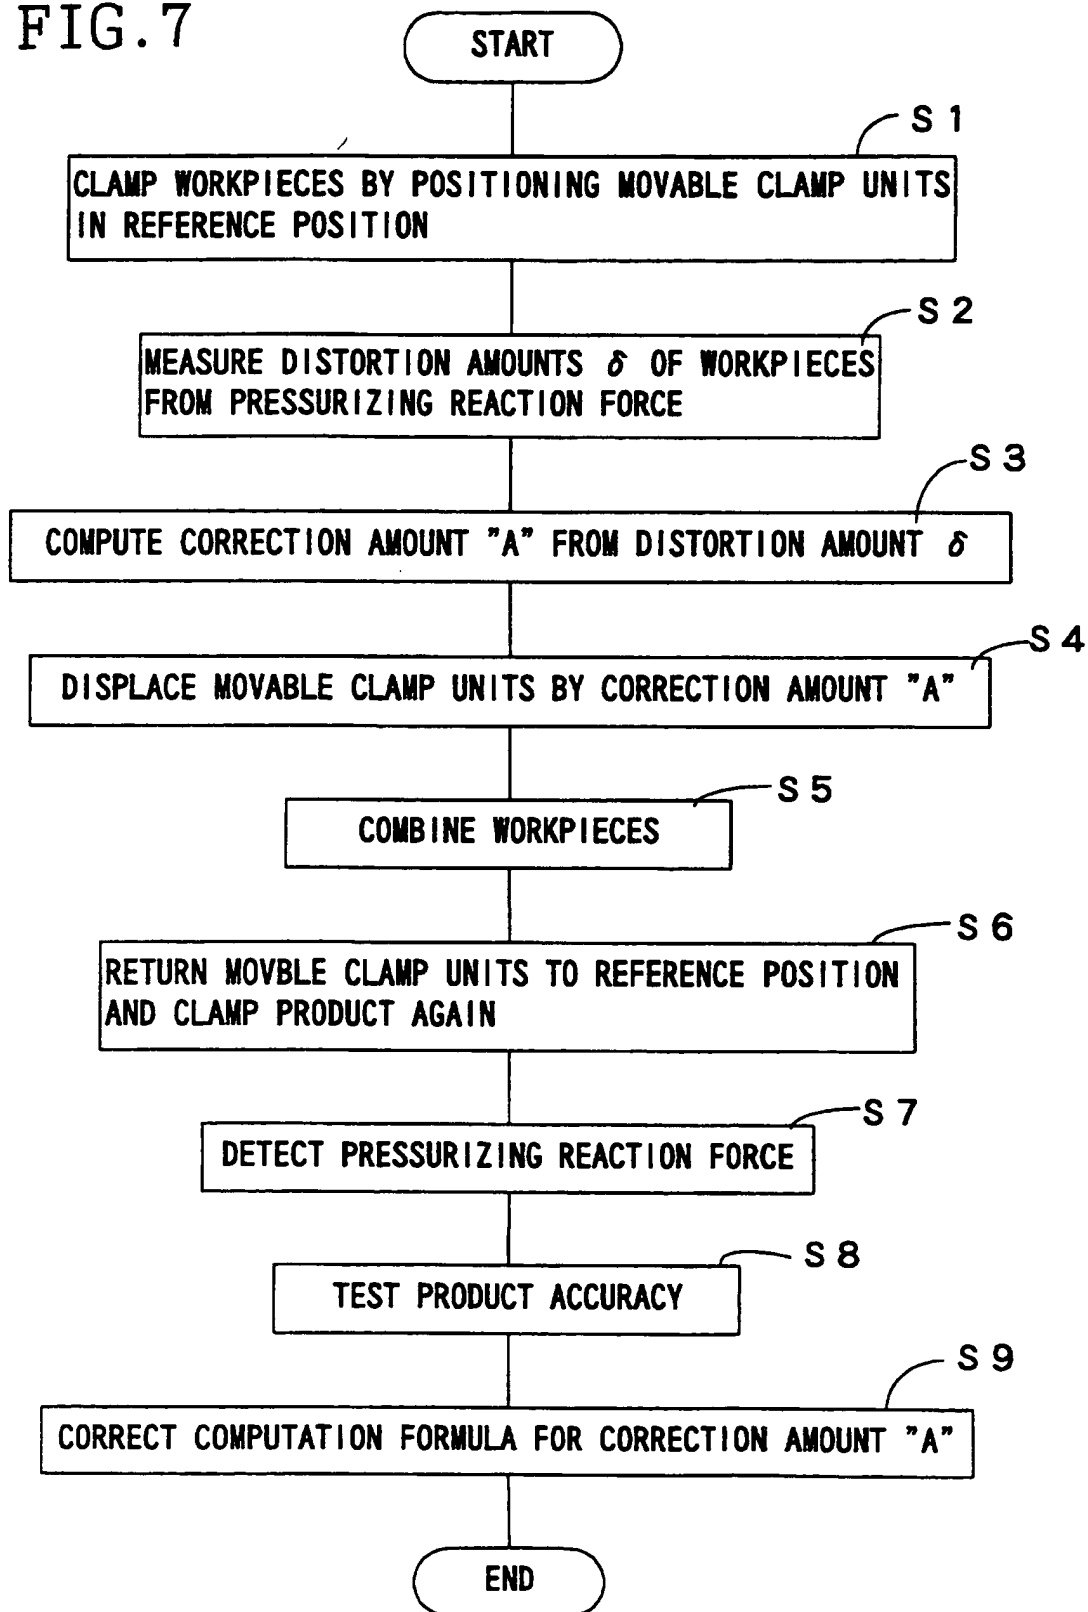 FIG.7
START
S1
CLAMP WORKPIECES BY POSITIONING MOVABLE CLAMP UNITS
IN REFERENCE POSITION
S2
MEASURE DISTORTION AMOUNTS δ OF WORKPIECES
FROM PRESSURIZING REACTION FORCE
S3
COMPUTE CORRECTION AMOUNT ”A” FROM DISTORTION AMOUNT δ
S4
DISPLACE MOVABLE CLAMP UNITS BY CORRECTION AMOUNT ”A”
S5
COMBINE WORKPIECES
S6
RETURN MOVBLE CLAMP UNITS TO REFERENCE POSITION
AND CLAMP PRODUCT AGAIN
S7
DETECT PRESSURIZING REACTION FORCE
S8
TEST PRODUCT ACCURACY
S9
CORRECT COMPUTATION FORMULA FOR CORRECTION AMOUNT ”A”
END